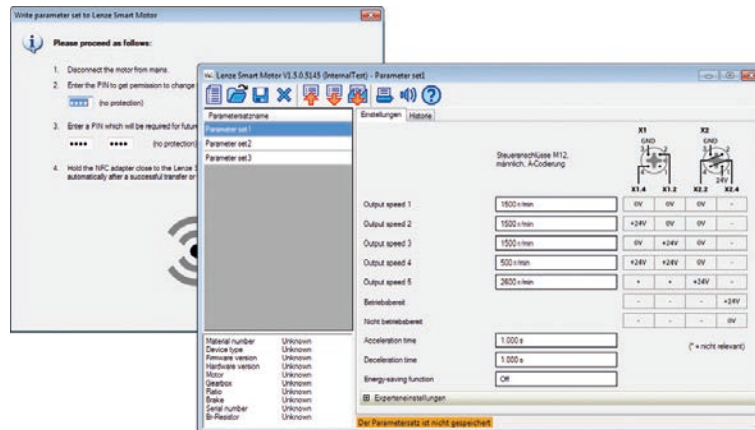 Write parameter set to Lenze Smart Motor
Please proceed as follows:
1. Deconnect the motor from mains.
2. Enter the PIN to get permission to change
(no protection)
3. Enter a PIN which will be required for futur
(no protection)
4. Hold the NFC adapter close to the Lenze S
automatically after a successful transfer or
Lenze Smart Motor V1.5.0.5145 (InternalTest) - Parameter set1
Parametersatzname
Parameter set1
Parameter set2
Parameter set3
Einstellungen
Historie
Steueranschlüsse M12,
männlich, A-Codierung
X1
X2
GND
GND
24V
X1.4 X1.2 X2.2 X2.4
Output speed 1 1500 r/min 0V 0V 0V -
Output speed 2 1500 r/min +24V 0V 0V -
Output speed 3 1500 r/min 0V +24V 0V -
Output speed 4 500 r/min +24V +24V 0V -
Output speed 5 2600 r/min * * +24V -
Betriebsbereit - - - +24V
Nicht betriebsbereit - - - 0V
Acceleration time 1.000 s
(* = nicht relevant)
Deceleration time 1.000 s
Energy-saving function Off
Experteneinstellungen
Material number Unknown
Device type Unknown
Firmware version Unknown
Hardware version Unknown
Motor Unknown
Gearbox Unknown
Ratio Unknown
Brake Unknown
Serial number Unknown
Br-Resistor Unknown
Der Parametersatz ist nicht gespeichert